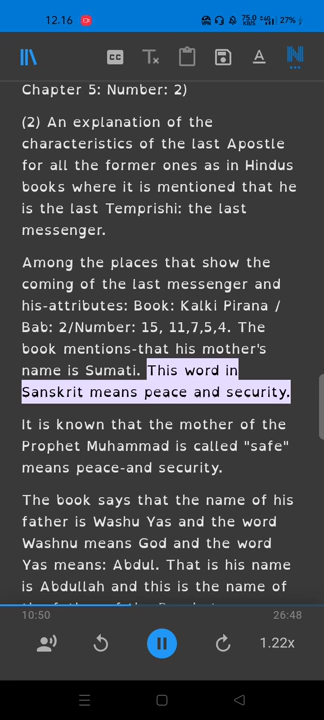 12.16
75.0 KB/S
27%
CC
Chapter 5: Number: 2)
(2) An explanation of the
characteristics of the last Apostle
for all the former ones as in Hindus
books where it is mentioned that he
is the last Temprishi: the last
messenger.
Among the places that show the
coming of the last messenger and
his-attributes: Book: Kalki Pirana /
Bab: 2/Number: 15, 11,7,5,4. The
book mentions-that his mother's
name is Sumati. This word in
Sanskrit means peace and security.
It is known that the mother of the
Prophet Muhammad is called "safe"
means peace-and security.
The book says that the name of his
father is Washu Yas and the word
Washnu means God and the word
Yas means: Abdul. That is his name
is Abdullah and this is the name of
10:50
26:48
1.22x